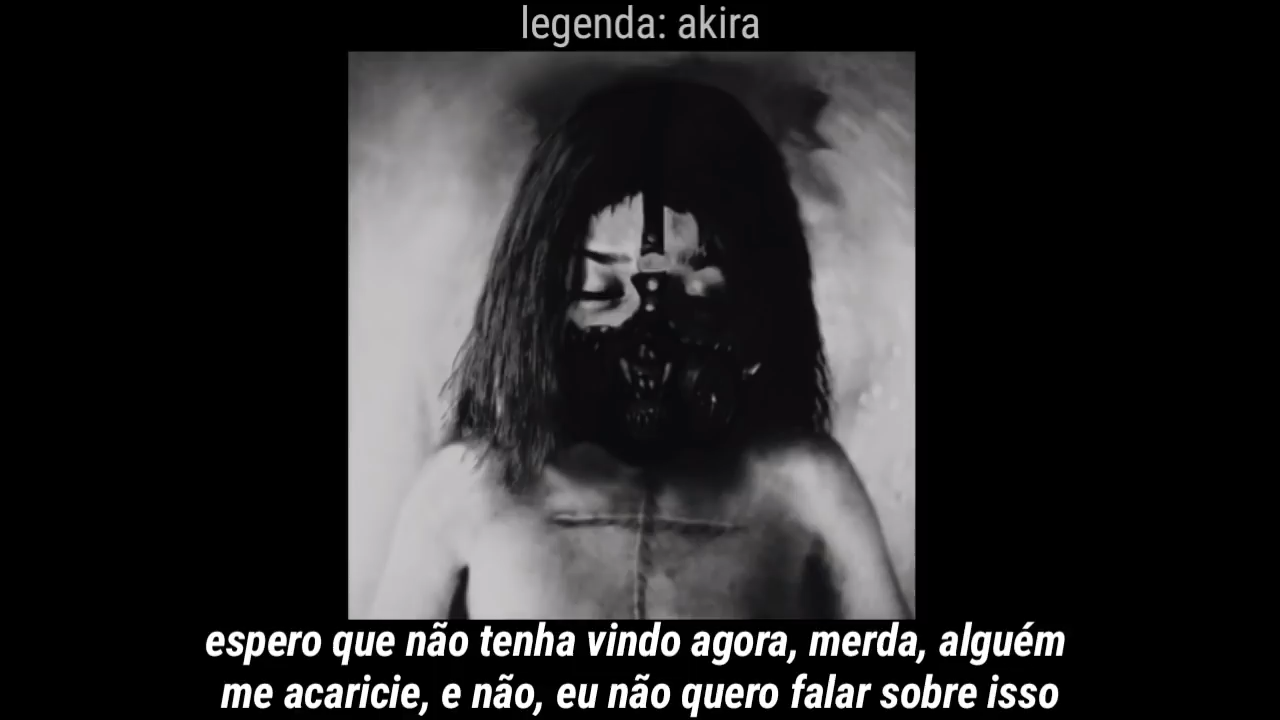 legenda: akira
espero que não tenha vindo agora, merda, alguém
me acaricie, e não, eu não quero falar sobre isso